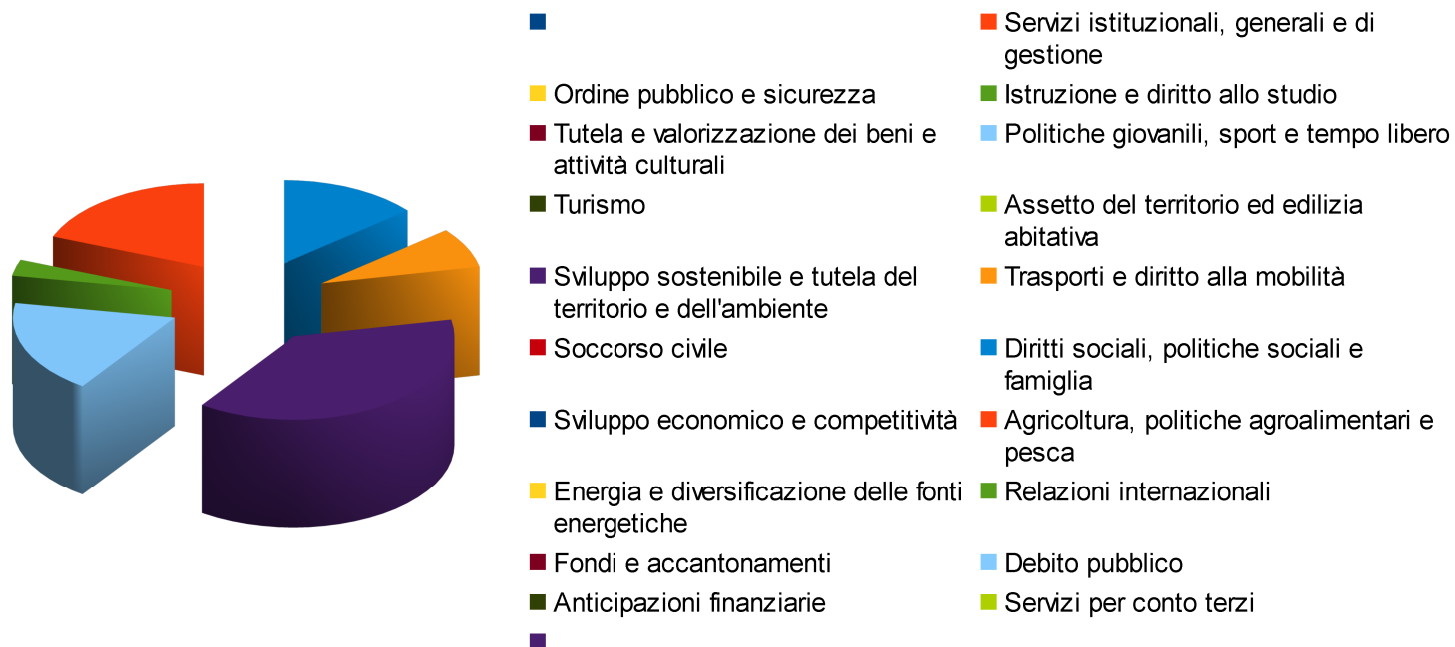 Servizi istituzionali, generali e di
gestione
Ordine pubblico e sicurezza
Istruzione e diritto allo studio
Tutela e valorizzazione dei beni e
attività culturali
Politiche giovanili, sport e tempo libero
Turismo
Assetto del territorio ed edilizia
abitativa
Sviluppo sostenibile e tutela del
territorio e dell'ambiente
Trasporti e diritto alla mobilità
Soccorso civile
Diritti sociali, politiche sociali e
famiglia
Sviluppo economico e competitività
Agricoltura, politiche agroalimentari e
pesca
Energia e diversificazione delle fonti
energetiche
Relazioni internazionali
Fondi e accantonamenti
Debito pubblico
Anticipazioni finanziarie
Servizi per conto terzi